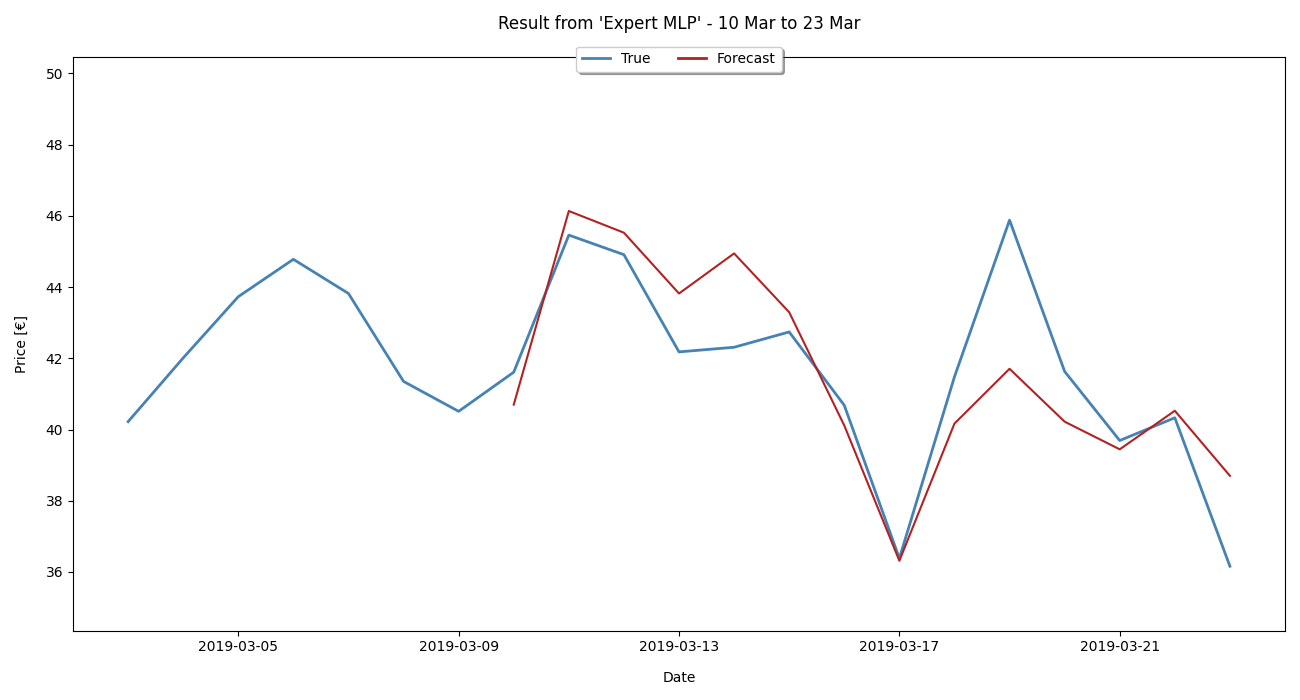 Result from 'Expert MLP' - 10 Mar to 23 Mar
True Forecast
50
48
46
44
42
40
38
36
Price [€]
2019-03-05 2019-03-09 2019-03-13 2019-03-17 2019-03-21
Date